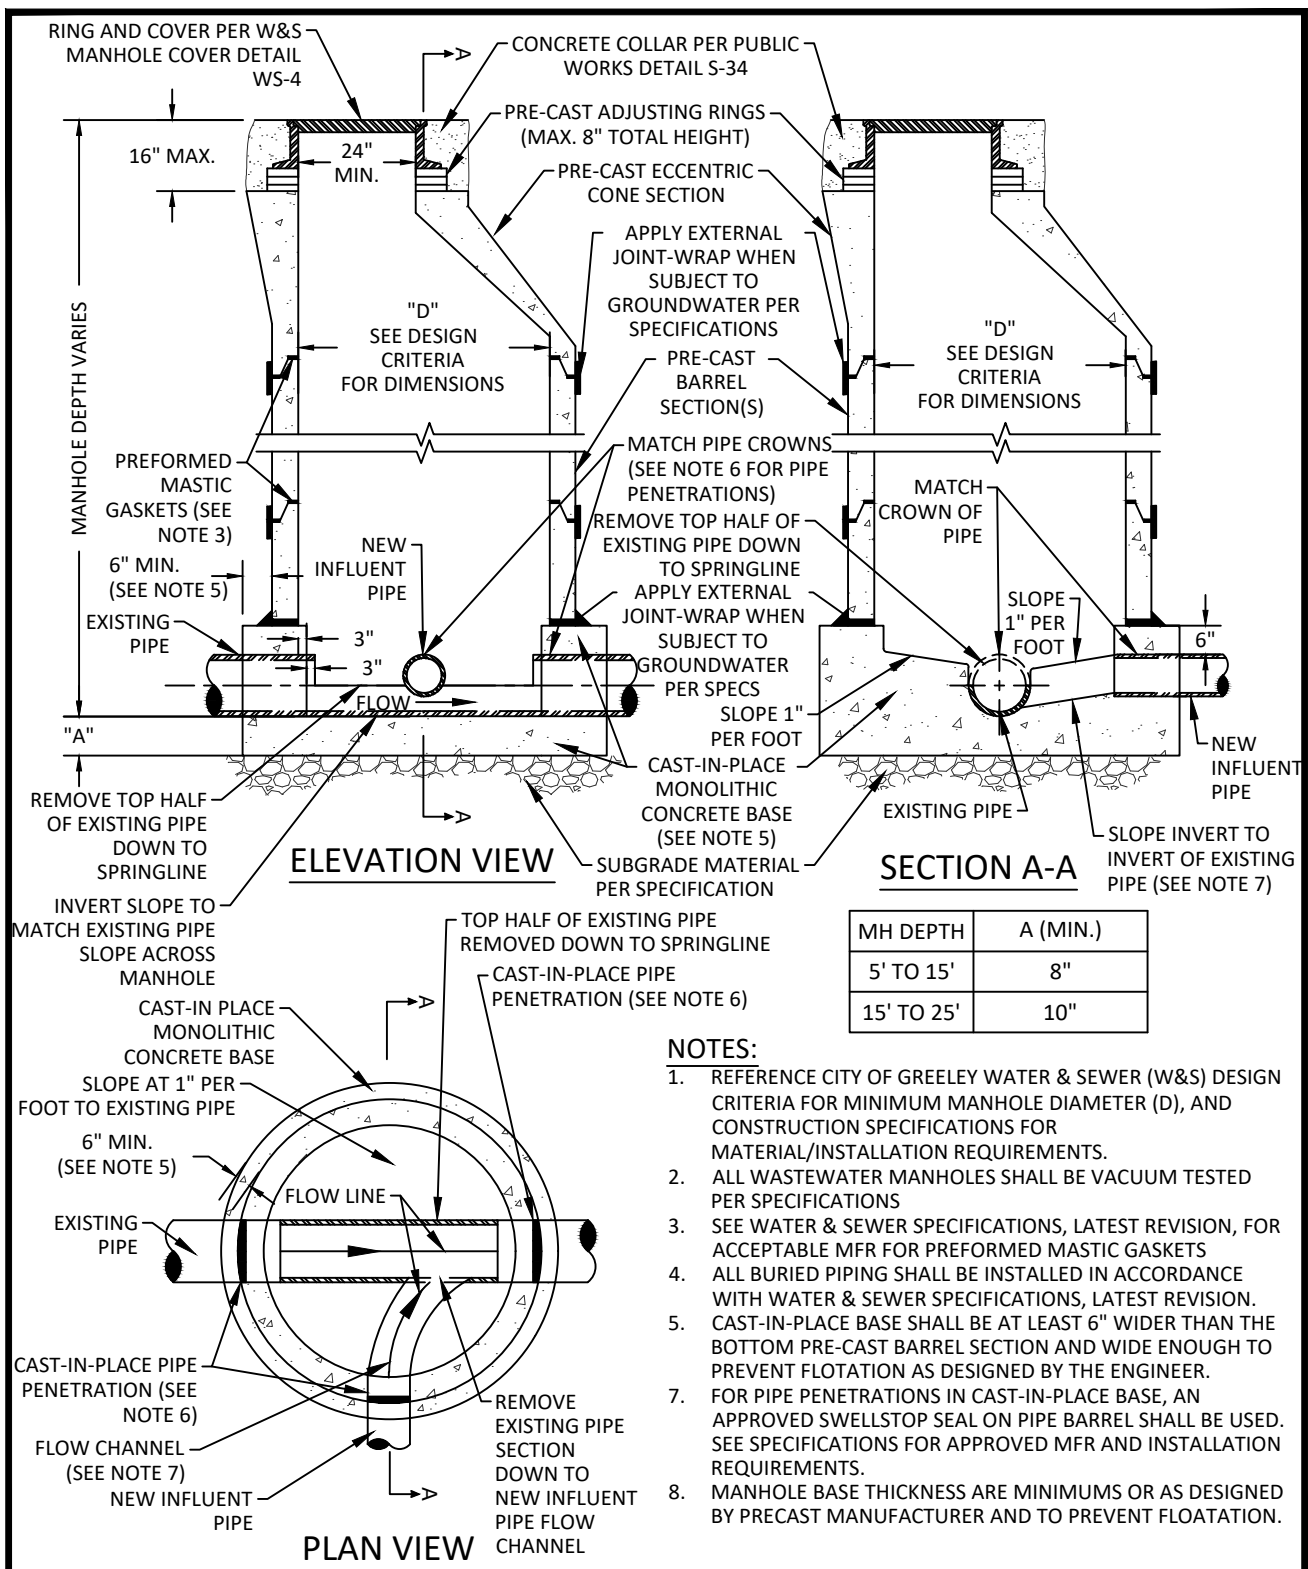 RING AND COVER PER W&S
MANHOLE COVER DETAIL
WS-4
A
CONCRETE COLLAR PER PUBLIC
WORKS DETAIL S-34
PRE-CAST ADJUSTING RINGS
(MAX. 8" TOTAL HEIGHT)
16" MAX.
24"
MIN.
PRE-CAST ECCENTRIC
CONE SECTION
APPLY EXTERNAL
JOINT-WRAP WHEN
SUBJECT TO
GROUNDWATER PER
SPECIFICATIONS
"D"
SEE DESIGN
CRITERIA
FOR DIMENSIONS
"D"
SEE DESIGN
CRITERIA
FOR DIMENSIONS
MANHOLE DEPTH VARIES
PRE-CAST
BARREL
SECTION(S)
MATCH PIPE CROWNS
(SEE NOTE 6 FOR PIPE
PENETRATIONS)
PREFORMED
MASTIC
GASKETS (SEE
NOTE 3)
MATCH
CROWN OF
PIPE
REMOVE TOP HALF OF
EXISTING PIPE DOWN
TO SPRINGLINE
NEW
INFLUENT
PIPE
6" MIN.
(SEE NOTE 5)
APPLY EXTERNAL
JOINT-WRAP WHEN
SUBJECT TO
GROUNDWATER
PER SPECS
SLOPE
1" PER
FOOT
EXISTING
PIPE
3"
3"
6"
FLOW
"A"
SLOPE 1"
PER FOOT
NEW
INFLUENT
PIPE
CAST-IN-PLACE
MONOLITHIC
CONCRETE BASE
(SEE NOTE 5)
EXISTING PIPE
REMOVE TOP HALF
OF EXISTING PIPE
DOWN TO
SPRINGLINE
A
ELEVATION VIEW
SUBGRADE MATERIAL
PER SPECIFICATION
SECTION A-A
SLOPE INVERT TO
INVERT OF EXISTING
PIPE (SEE NOTE 7)
INVERT SLOPE TO
MATCH EXISTING PIPE
SLOPE ACROSS
MANHOLE
TOP HALF OF EXISTING PIPE
REMOVED DOWN TO SPRINGLINE
CAST-IN-PLACE PIPE
PENETRATION (SEE NOTE 6)
MH DEPTH A (MIN.)
5' TO 15' 8"
15' TO 25' 10"
A
CAST-IN PLACE
MONOLITHIC
CONCRETE BASE
SLOPE AT 1" PER
FOOT TO EXISTING PIPE
6" MIN.
(SEE NOTE 5)
FLOW LINE
EXISTING
PIPE
CAST-IN-PLACE PIPE
PENETRATION (SEE
NOTE 6)
FLOW CHANNEL
(SEE NOTE 7)
NEW INFLUENT
PIPE
A
REMOVE
EXISTING PIPE
SECTION
DOWN TO
NEW INFLUENT
PIPE FLOW
CHANNEL
PLAN VIEW
NOTES:
1. REFERENCE CITY OF GREELEY WATER & SEWER (W&S) DESIGN
CRITERIA FOR MINIMUM MANHOLE DIAMETER (D), AND
CONSTRUCTION SPECIFICATIONS FOR
MATERIAL/INSTALLATION REQUIREMENTS.
2. ALL WASTEWATER MANHOLES SHALL BE VACUUM TESTED
PER SPECIFICATIONS
3. SEE WATER & SEWER SPECIFICATIONS, LATEST REVISION, FOR
ACCEPTABLE MFR FOR PREFORMED MASTIC GASKETS
4. ALL BURIED PIPING SHALL BE INSTALLED IN ACCORDANCE
WITH WATER & SEWER SPECIFICATIONS, LATEST REVISION.
5. CAST-IN-PLACE BASE SHALL BE AT LEAST 6" WIDER THAN THE
BOTTOM PRE-CAST BARREL SECTION AND WIDE ENOUGH TO
PREVENT FLOTATION AS DESIGNED BY THE ENGINEER.
7. FOR PIPE PENETRATIONS IN CAST-IN-PLACE BASE, AN
APPROVED SWELLSTOP SEAL ON PIPE BARREL SHALL BE USED.
SEE SPECIFICATIONS FOR APPROVED MFR AND INSTALLATION
REQUIREMENTS.
8. MANHOLE BASE THICKNESS ARE MINIMUMS OR AS DESIGNED
BY PRECAST MANUFACTURER AND TO PREVENT FLOATATION.